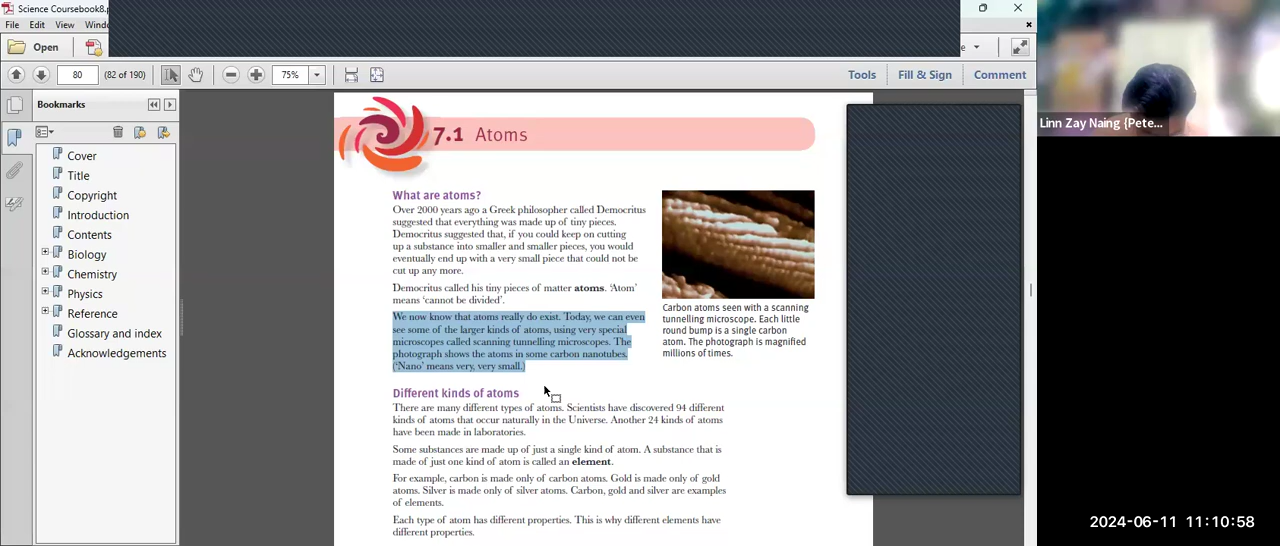 Science Coursebook8.p
File Edit View Windo
Open
e
80 (82 of 190) 75% Tools Fill & Sign Comment
Bookmarks
Cover
Title
Copyright
Introduction
Contents
Biology
Chemistry
Physics
Reference
Glossary and index
Acknowledgements
7.1 Atoms
What are atoms?
Over 2000 years ago a Greek philosopher called Democritus
suggested that everything was made up of tiny pieces.
Democritus suggested that, if you could keep on cutting
up a substance into smaller and smaller pieces, you would
eventually end up with a very small piece that could not be
cut up any more.
Democritus called his tiny pieces of matter atoms. 'Atom'
means 'cannot be divided'.
We now know that atoms really do exist. Today, we can even
see some of the larger kinds of atoms, using very special
microscopes called scanning tunnelling microscopes. The
photograph shows the atoms in some carbon nanotubes.
('Nano' means very, very small.)
Carbon atoms seen with a scanning
tunnelling microscope. Each little
round bump is a single carbon
atom. The photograph is magnified
millions of times.
Different kinds of atoms
There are many different types of atoms. Scientists have discovered 94 different
kinds of atoms that occur naturally in the Universe. Another 24 kinds of atoms
have been made in laboratories.
Some substances are made up of just a single kind of atom. A substance that is
made of just one kind of atom is called an element.
For example, carbon is made only of carbon atoms. Gold is made only of gold
atoms. Silver is made only of silver atoms. Carbon, gold and silver are examples
of elements.
Each type of atom has different properties. This is why different elements have
different properties.
Linn Zay Naing {Pete...
2024-06-11 11:10:58